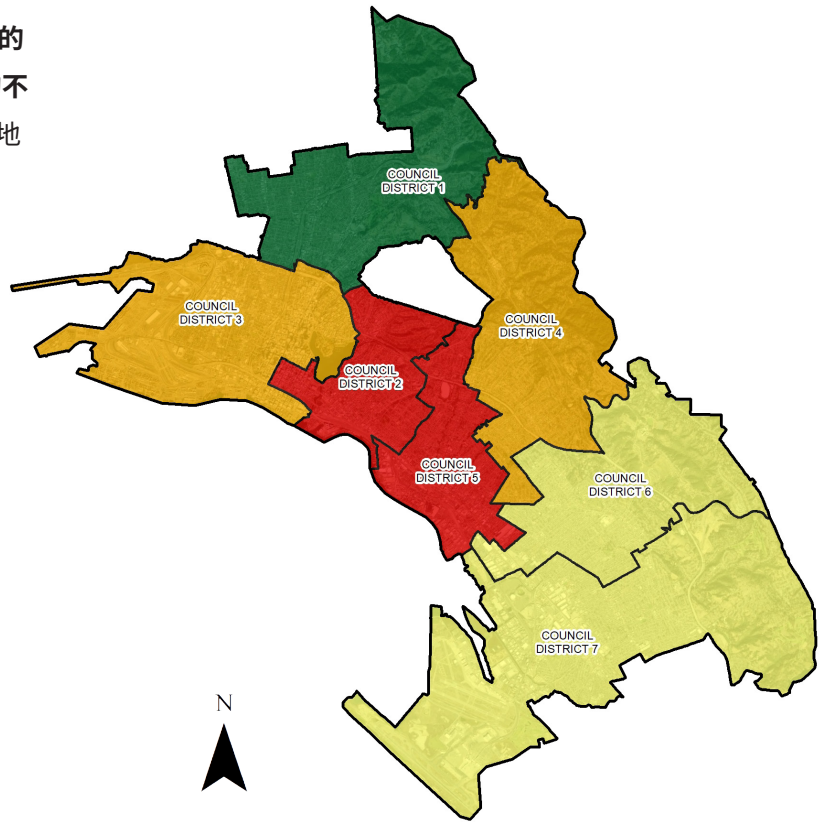 的
不
地
COUNCIL
DISTRICT 1
COUNCIL
DISTRICT 3
COUNCIL
DISTRICT 4
COUNCIL
DISTRICT 2
COUNCIL
DISTRICT 5
COUNCIL
DISTRICT 6
COUNCIL
DISTRICT 7
N